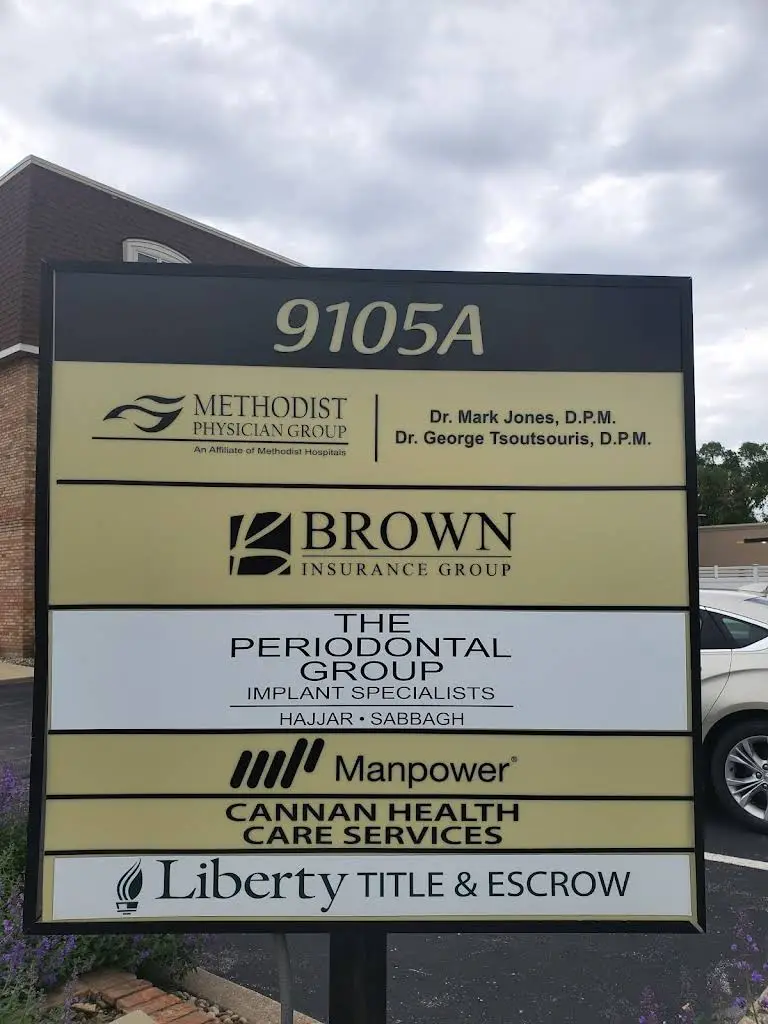 9105A
METHODIST
PHYSICIAN GROUP
An Affiliate of Methodist Hospitals
Dr. Mark Jones, D.P.M.
Dr. George Tsoutsouris, D.P.M.
BROWN
INSURANCE GROUP
THE
PERIODONTAL
GROUP
IMPLANT SPECIALISTS
HAJJAR • SABBAGH
Manpower®
CANNAN HEALTH
CARE SERVICES
Liberty TITLE & ESCROW